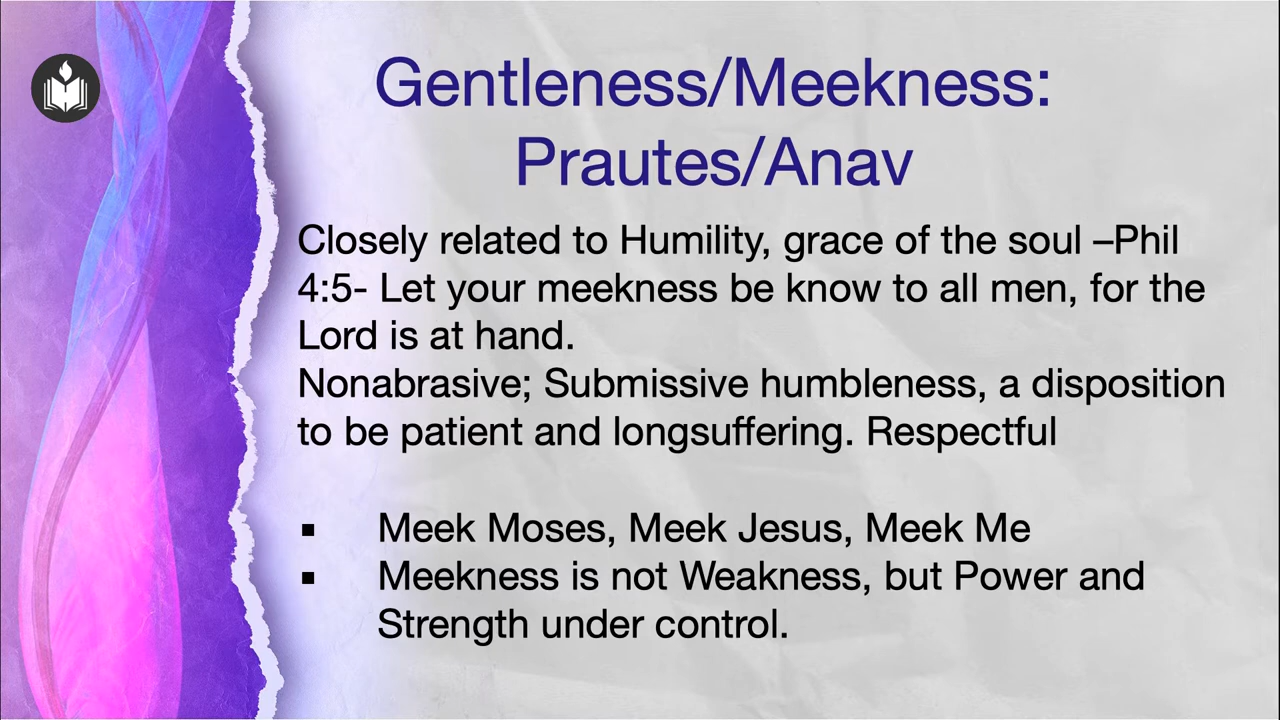 Gentleness/Meekness:
Prautes/Anav
Closely related to Humility, grace of the soul –Phil
4:5- Let your meekness be know to all men, for the
Lord is at hand.
Nonabrasive; Submissive humbleness, a disposition
to be patient and longsuffering. Respectful
▪ Meek Moses, Meek Jesus, Meek Me
▪ Meekness is not Weakness, but Power and
Strength under control.